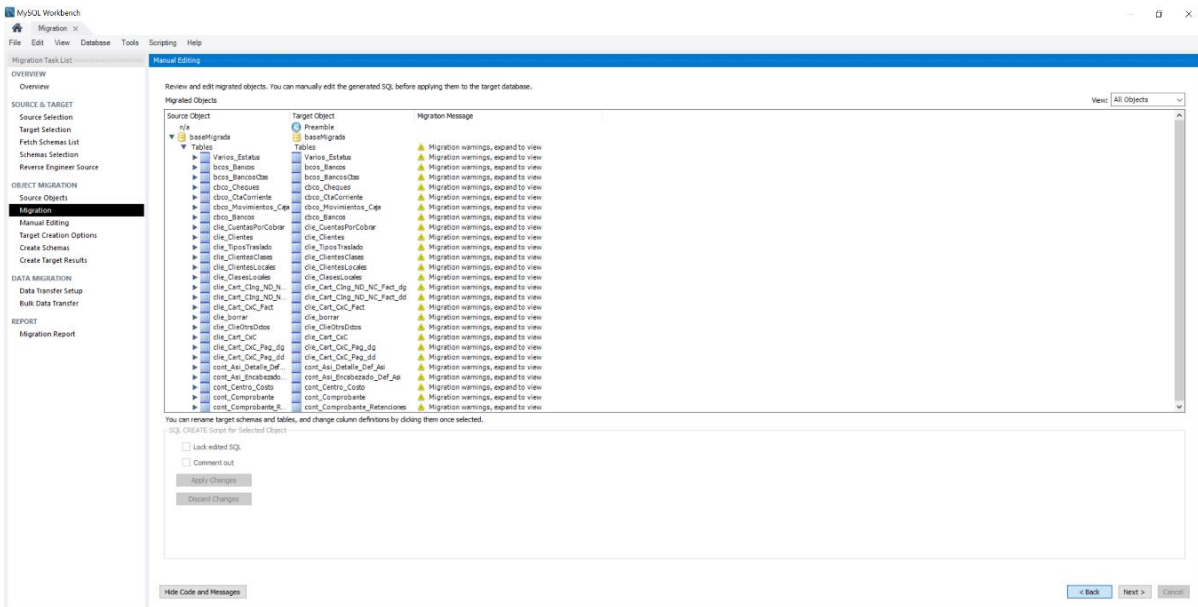 MySQL Workbench
Migration ×
File Edit View Database Tools Scripting Help
Migration Task List
OVERVIEW
Overview
SOURCE & TARGET
Source Selection
Target Selection
Fetch Schemas List
Schemas Selection
Reverse Engineer Source
OBJECT MIGRATION
Source Objects
Migration
Manual Editing
Target Creation Options
Create Schemas
Create Target Results
DATA MIGRATION
Data Transfer Setup
Bulk Data Transfer
REPORT
Migration Report
Manual Editing
Review and edit migrated objects. You can manually edit the generated SQL before applying them to the target database.
Migrated Objects View: All Objects
Source Object Target Object Migration Message
n/a Preamble
baseMigrada baseMigrada
Tables Tables Migration warnings, expand to view
Varios_Estatus Varios_Estatus Migration warnings, expand to view
bcos_Bancos bcos_Bancos Migration warnings, expand to view
bcos_BancosCtas bcos_BancosCtas Migration warnings, expand to view
cbco_Cheques cbco_Cheques Migration warnings, expand to view
cbco_CtaCorriente cbco_CtaCorriente Migration warnings, expand to view
cbco_Movimientos_Caja cbco_Movimientos_Caja Migration warnings, expand to view
cbco_Bancos cbco_Bancos Migration warnings, expand to view
clie_CuentasPorCobrar clie_CuentasPorCobrar Migration warnings, expand to view
clie_Clientes clie_Clientes Migration warnings, expand to view
clie_TiposTraslado clie_TiposTraslado Migration warnings, expand to view
clie_ClientesClases clie_ClientesClases Migration warnings, expand to view
clie_ClientesLocales clie_ClientesLocales Migration warnings, expand to view
clie_ClasesLocales clie_ClasesLocales Migration warnings, expand to view
clie_Cart_CIng_ND_N... clie_Cart_CIng_ND_NC_Fact_dg Migration warnings, expand to view
clie_Cart_CIng_ND_N... clie_Cart_CIng_ND_NC_Fact_dd Migration warnings, expand to view
clie_Cart_CxC_Fact clie_Cart_CxC_Fact Migration warnings, expand to view
clie_borrar clie_borrar Migration warnings, expand to view
clie_ClieOtrsDdos clie_ClieOtrsDdos Migration warnings, expand to view
clie_Cart_CxC clie_Cart_CxC Migration warnings, expand to view
clie_Cart_CxC_Pag_dg clie_Cart_CxC_Pag_dg Migration warnings, expand to view
clie_Cart_CxC_Pag_dd clie_Cart_CxC_Pag_dd Migration warnings, expand to view
cont_Asi_Detalle_Def... cont_Asi_Detalle_Def_Asi Migration warnings, expand to view
cont_Asi_Encabezado... cont_Asi_Encabezado_Def_Asi Migration warnings, expand to view
cont_Centro_Costo cont_Centro_Costo Migration warnings, expand to view
cont_Comprobante cont_Comprobante Migration warnings, expand to view
cont_Comprobante_R... cont_Comprobante_Retenciones Migration warnings, expand to view
You can rename target schemas and tables, and change column definitions by clicking them once selected.
SQL CREATE Script for Selected Object
Lock edited SQL
Comment out
Apply Changes
Discard Changes
Hide Code and Messages < Back Next > Cancel